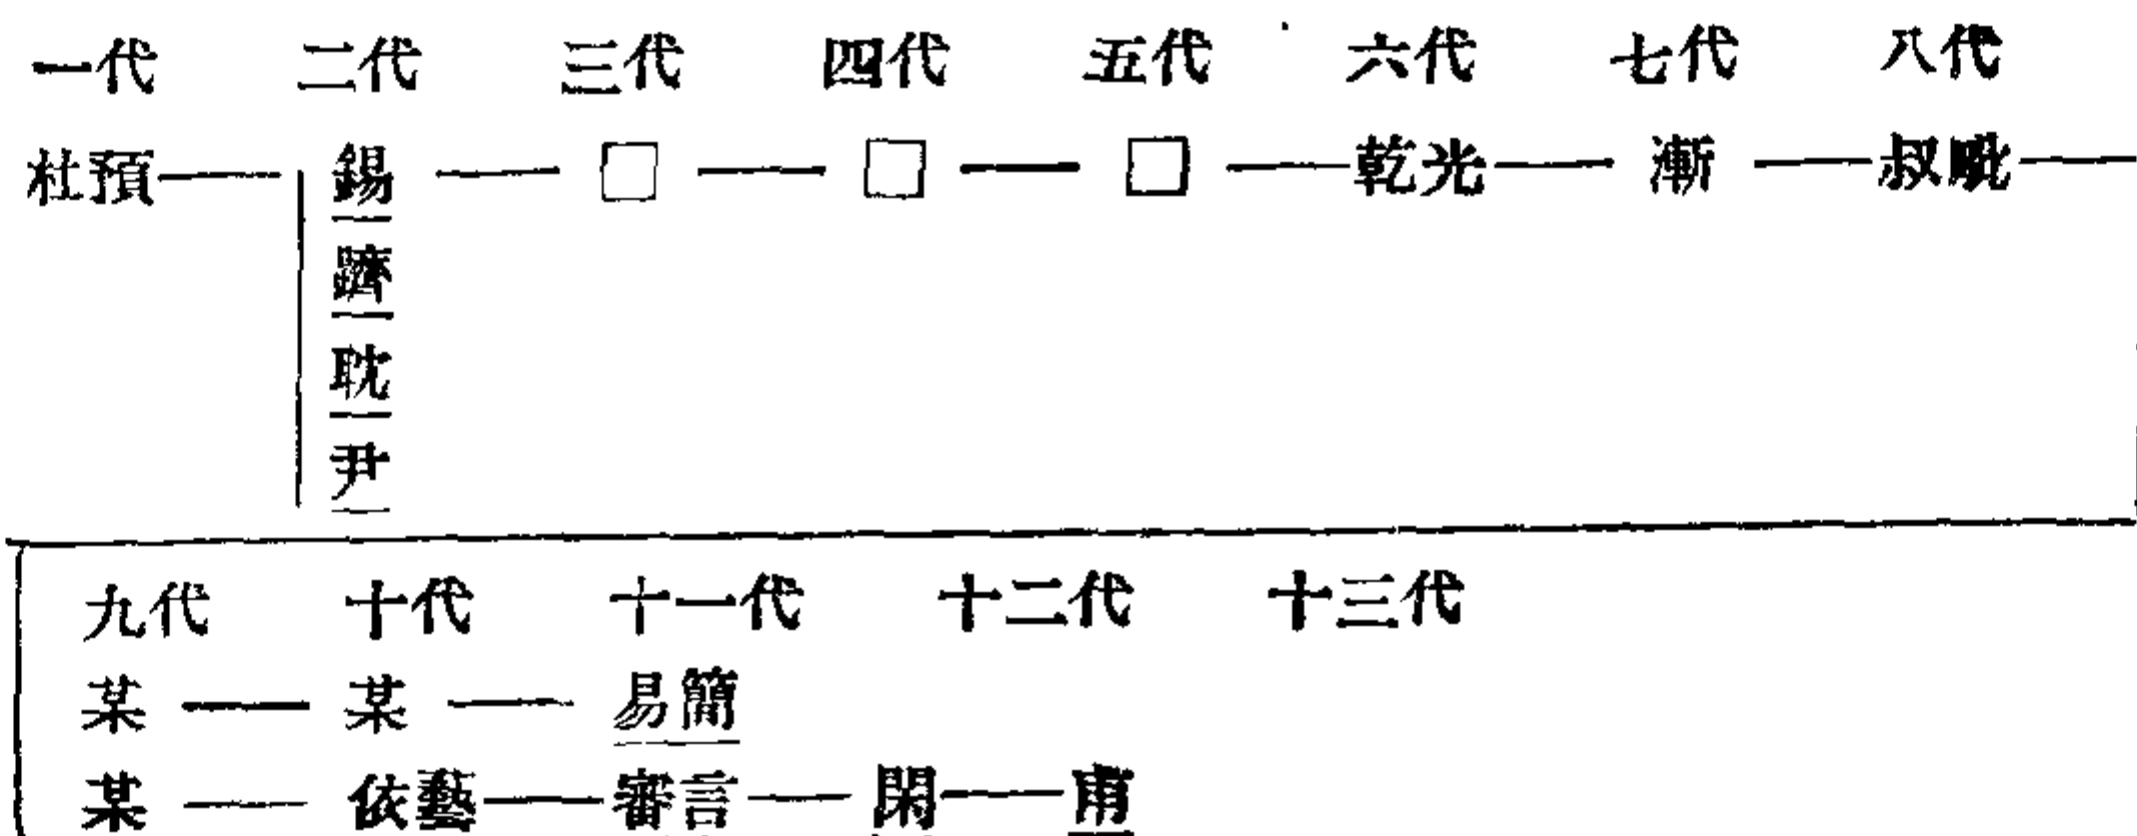 一代 二代 三代 四代 五代 六代 七代 八代
杜預 錫 □ □ □ 乾光 漸 叔毗
躋
耽
尹
九代 十代 十一代 十二代 十三代
某 某 易簡
某 依藝 審言 閑 甫